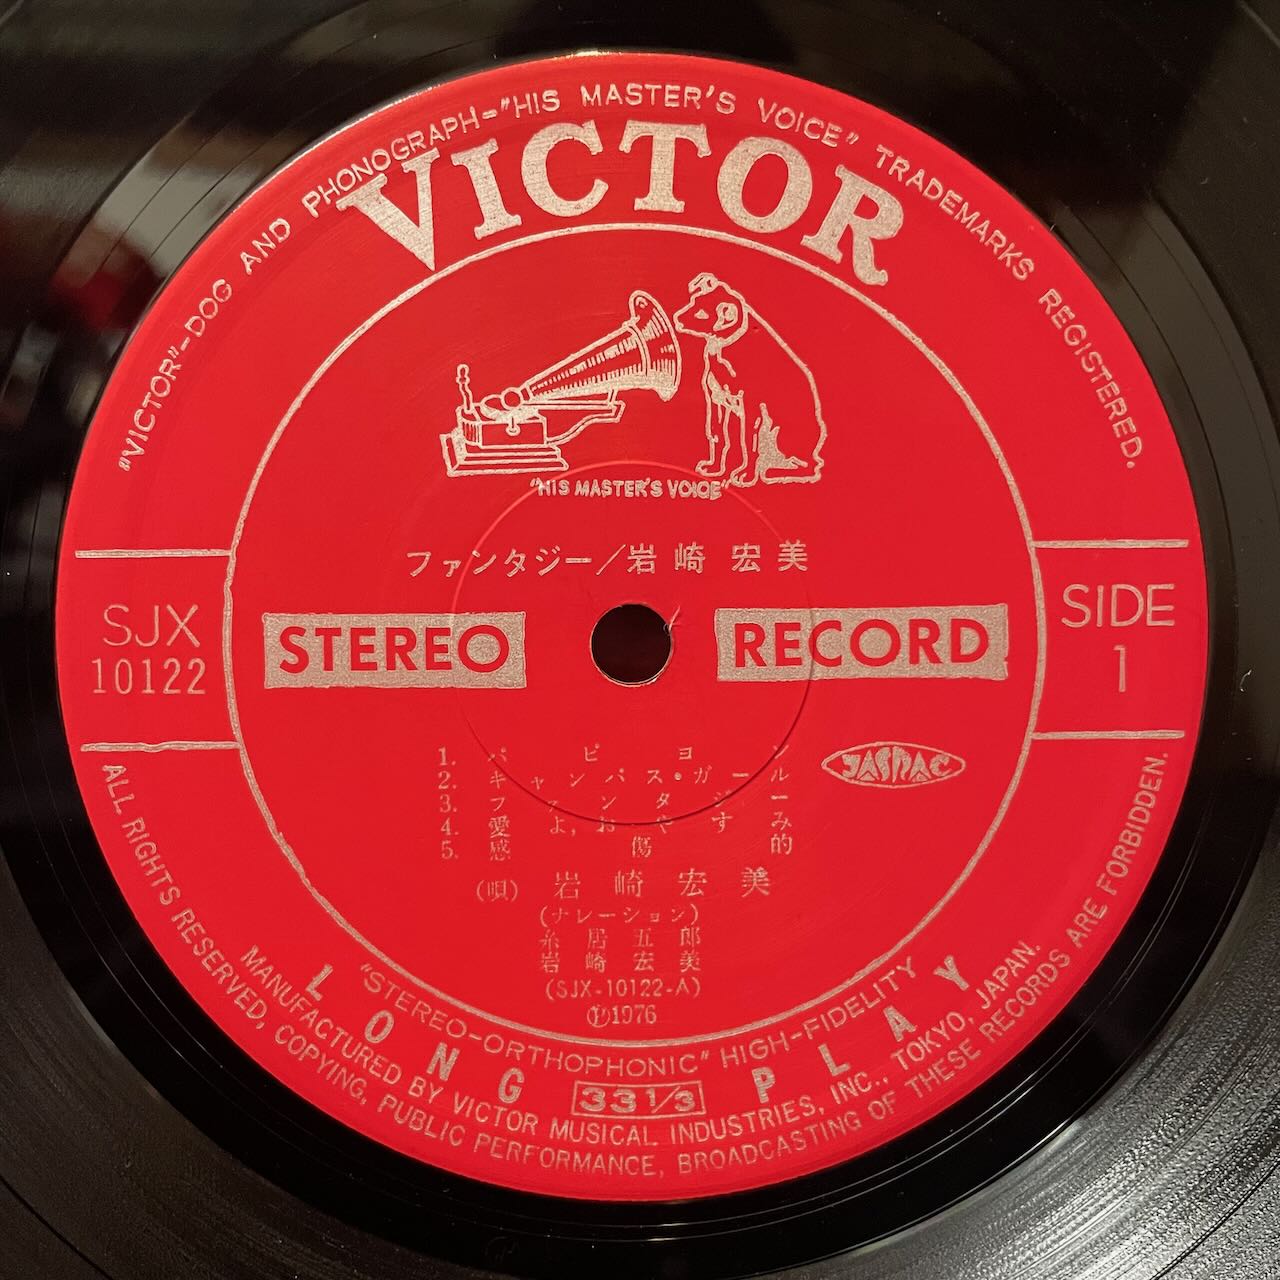 "VICTOR"-DOG AND PHONOGRAPH-"HIS MASTER'S VOICE" TRADEMARKS REGISTERED.
VICTOR
"HIS MASTER'S VOICE"
ファンタジー/岩崎宏美
SJX
10122
STEREO
RECORD
SIDE
1
1. パピヨン
2. キャンパス・ガール
3. ファンタジー
4. 愛よ,おやすみ
5. 感傷的
JASRAC
(唄) 岩崎宏美
(ナレーション)
糸居五郎
岩崎宏美
(SJX-10122-A)
Ⓟ1976
"STEREO-ORTHOPHONIC" HIGH-FIDELITY
LONG 33 1/3 PLAY
MANUFACTURED BY VICTOR MUSICAL INDUSTRIES, INC., TOKYO, JAPAN.
ALL RIGHTS RESERVED, COPYING, PUBLIC PERFORMANCE, BROADCASTING OF THESE RECORDS ARE FORBIDDEN.